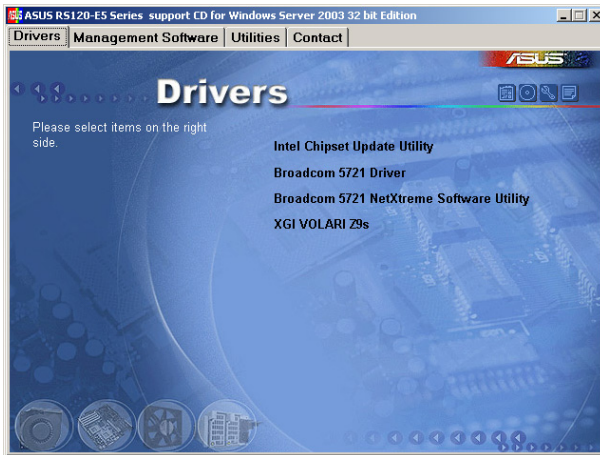 ASUS RS120-E5 Series support CD for Windows Server 2003 32 bit Edition
Drivers Management Software Utilities Contact
ASUS
Drivers
Please select items on the right
side.
Intel Chipset Update Utility
Broadcom 5721 Driver
Broadcom 5721 NetXtreme Software Utility
XGI VOLARI Z9s